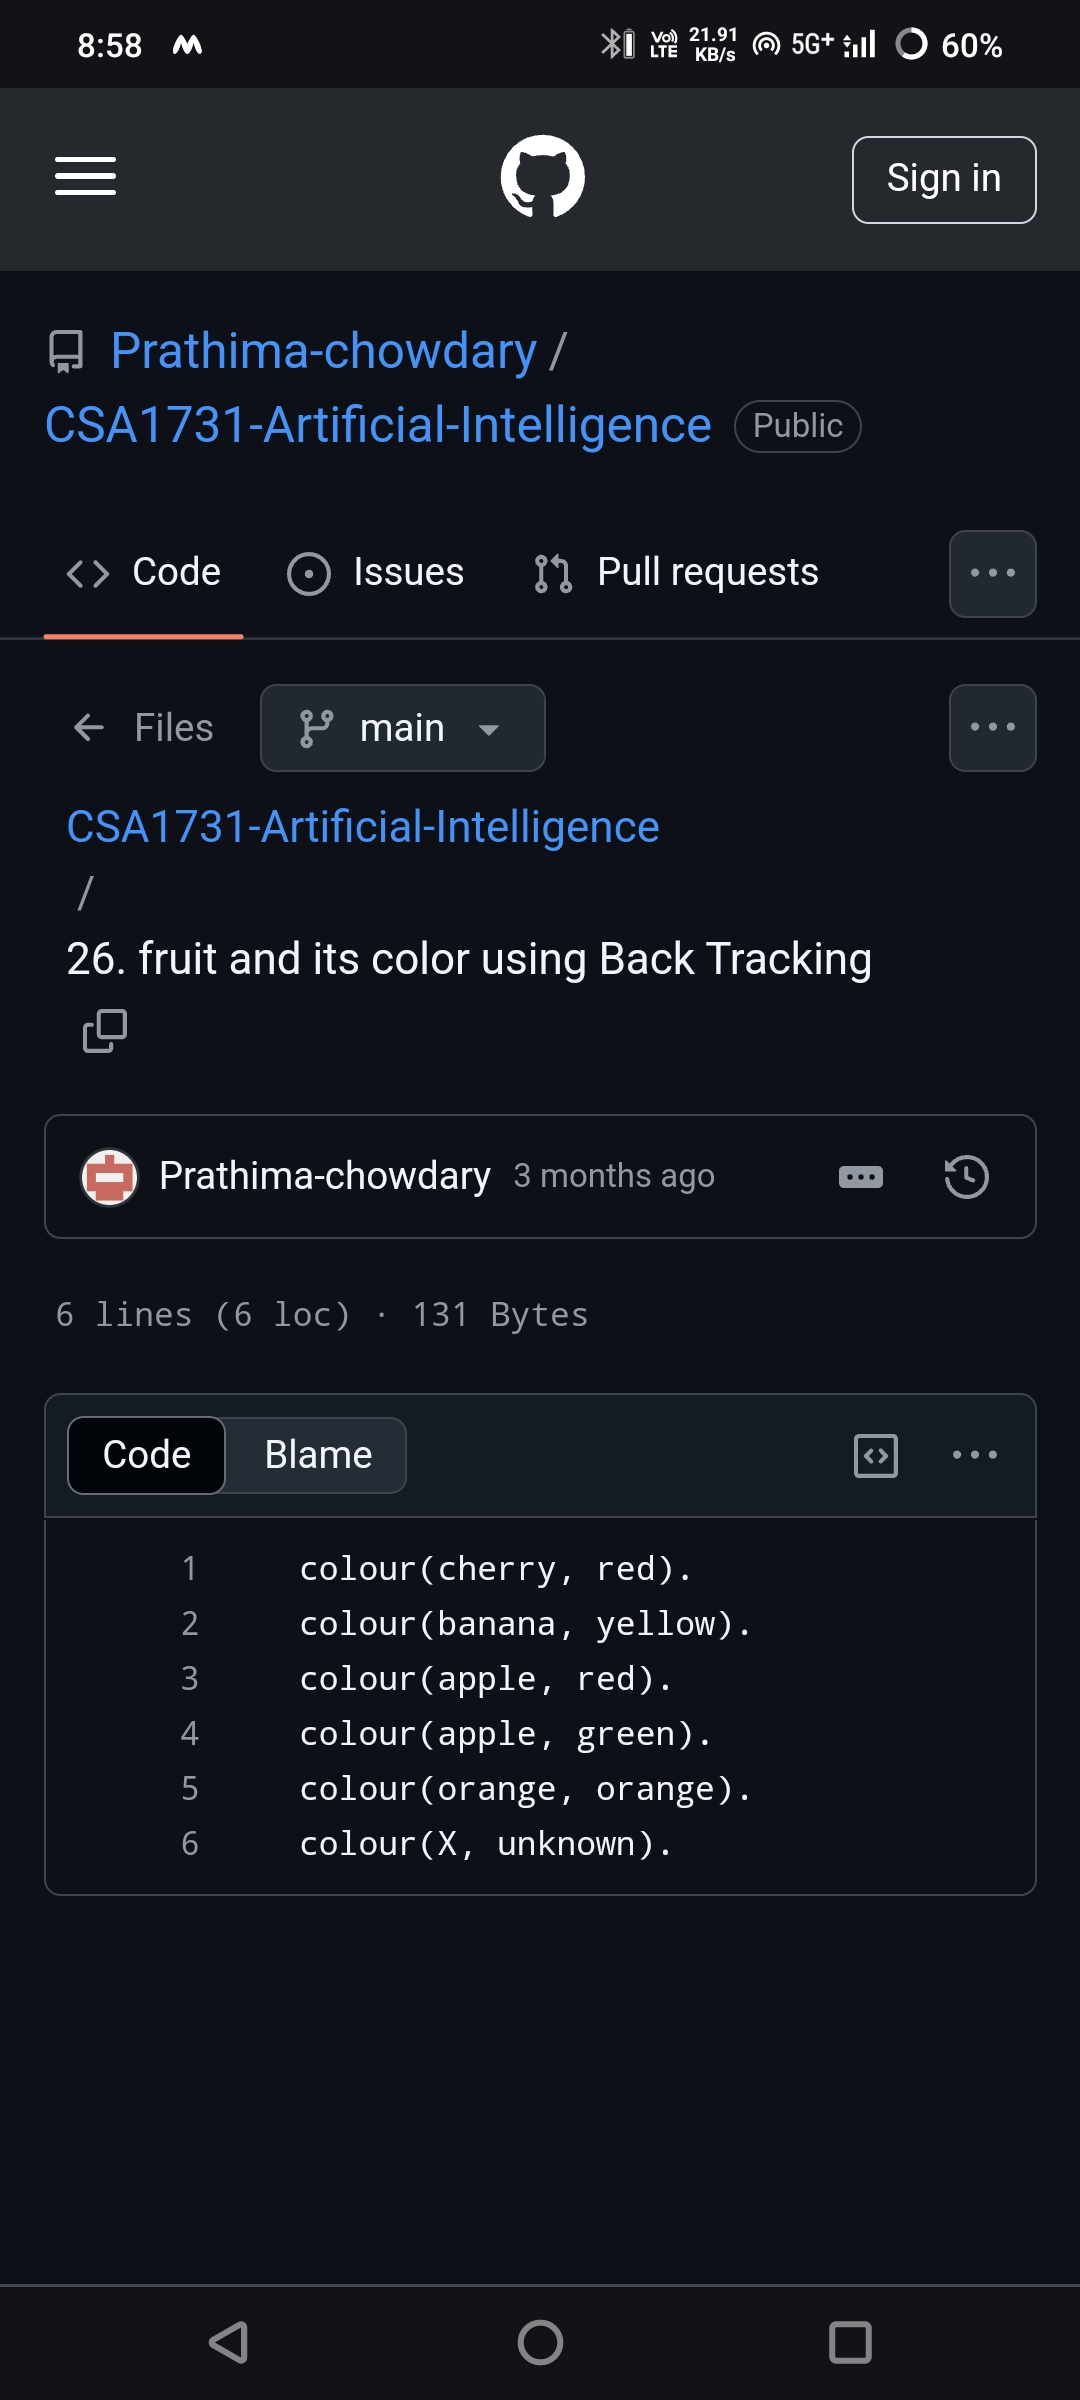 8:58 Vo) LTE 21.91 KB/s 5G+ 60%
Sign in
Prathima-chowdary /
CSA1731-Artificial-Intelligence Public
Code Issues Pull requests
Files main
CSA1731-Artificial-Intelligence
/
26. fruit and its color using Back Tracking
Prathima-chowdary 3 months ago
6 lines (6 loc) · 131 Bytes
Code Blame
1 colour(cherry, red).
2 colour(banana, yellow).
3 colour(apple, red).
4 colour(apple, green).
5 colour(orange, orange).
6 colour(X, unknown).